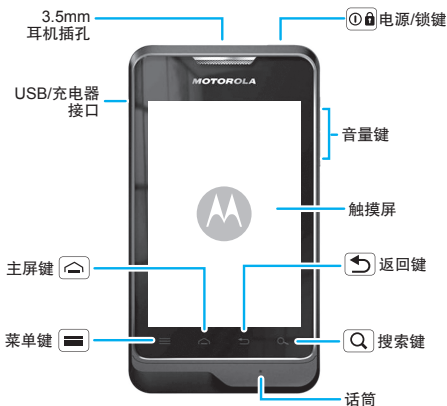 3.5mm
耳机插孔
电源/锁键
MOTOROLA
USB/充电器
接口
音量键
触摸屏
主屏键
返回键
菜单键
搜索键
话筒